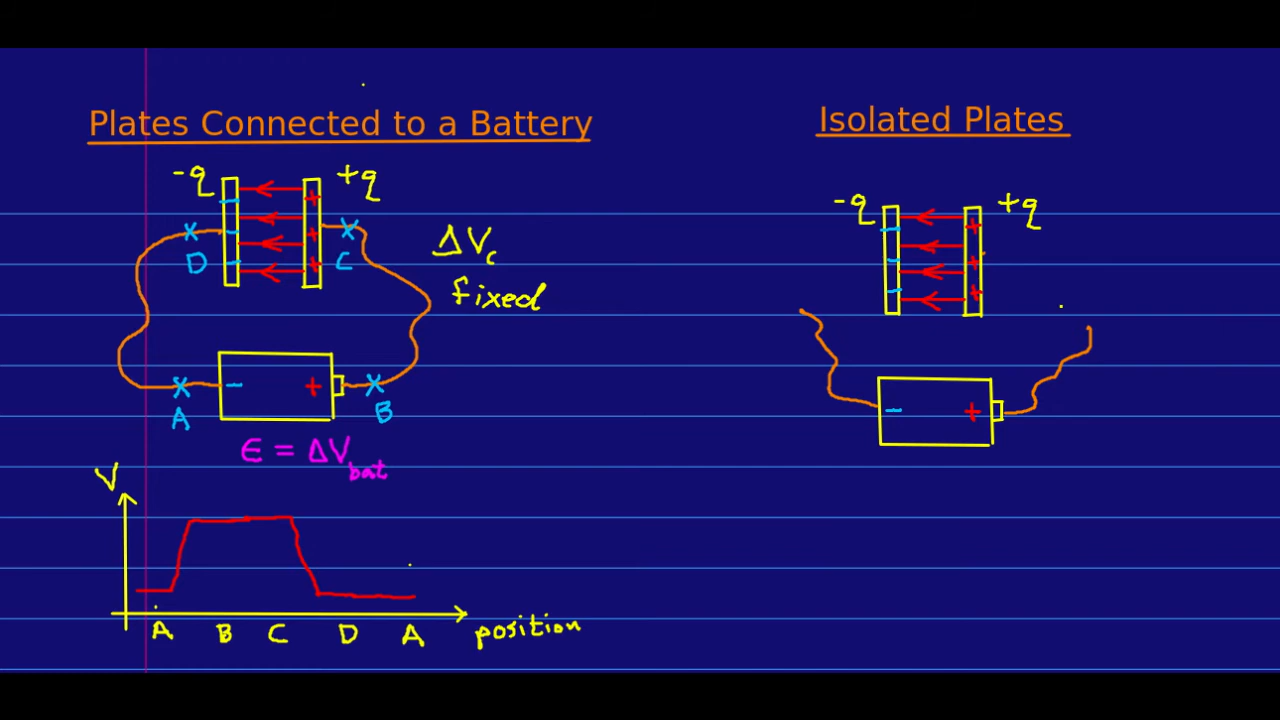 Plates Connected to a Battery
-q +q
D C
ΔVc
fixed
- +
A B
ϵ = ΔVbat
V
A B C D A position
Isolated Plates
-q +q
- +